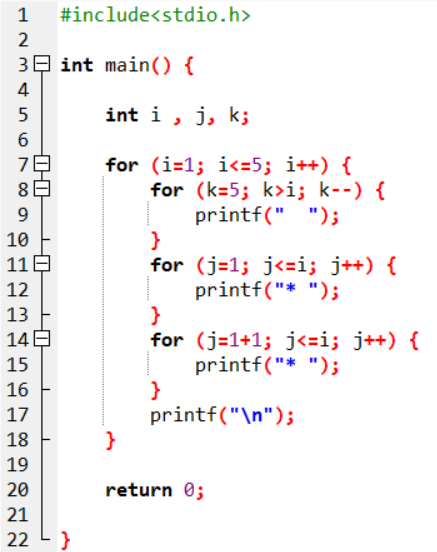 1 #include<stdio.h>
2
3 int main() {
4
5     int i , j, k;
6
7     for (i=1; i<=5; i++) {
8         for (k=5; k>i; k--) {
9             printf("  ");
10         }
11         for (j=1; j<=i; j++) {
12             printf("* ");
13         }
14         for (j=1+1; j<=i; j++) {
15             printf("* ");
16         }
17         printf("\n");
18     }
19
20     return 0;
21
22 }